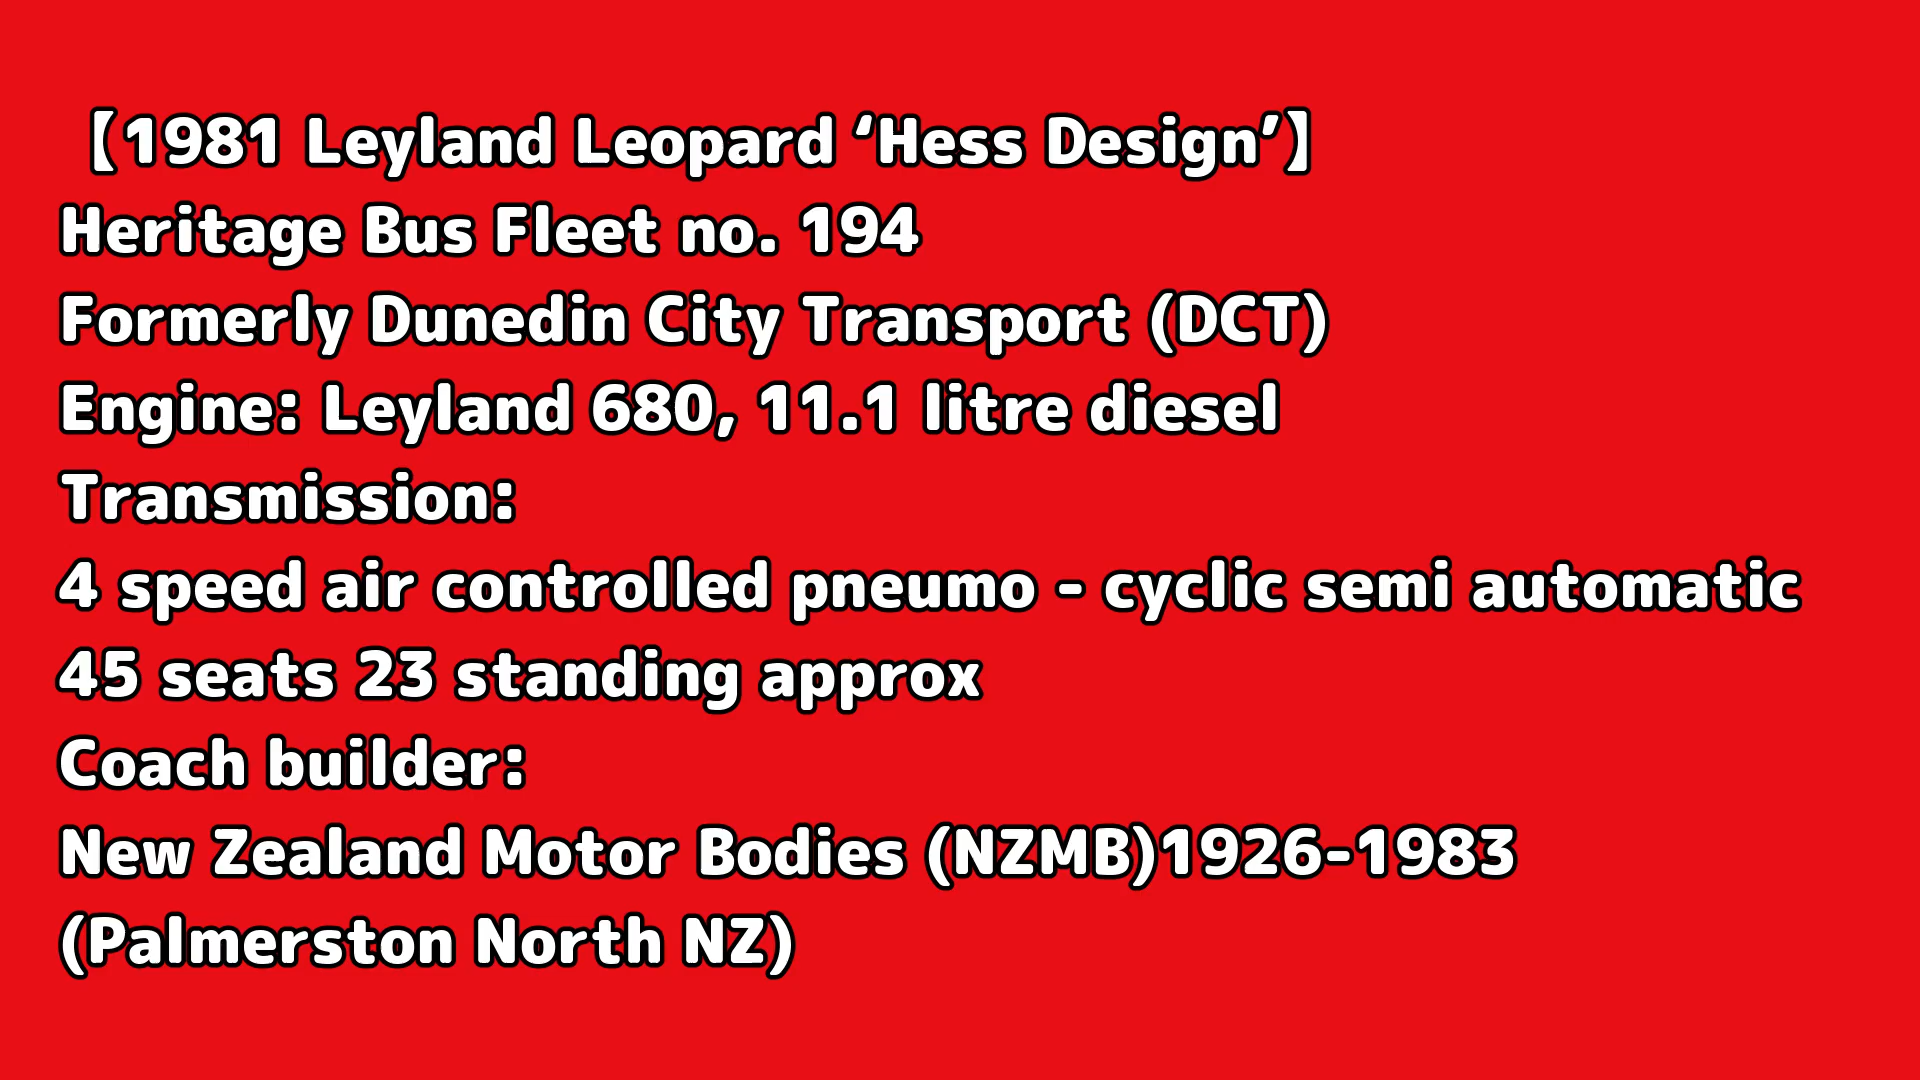 【1981 Leyland Leopard ‘Hess Design’】
Heritage Bus Fleet no. 194
Formerly Dunedin City Transport (DCT)
Engine: Leyland 680, 11.1 litre diesel
Transmission:
4 speed air controlled pneumo - cyclic semi automatic
45 seats 23 standing approx
Coach builder:
New Zealand Motor Bodies (NZMB)1926-1983
(Palmerston North NZ)